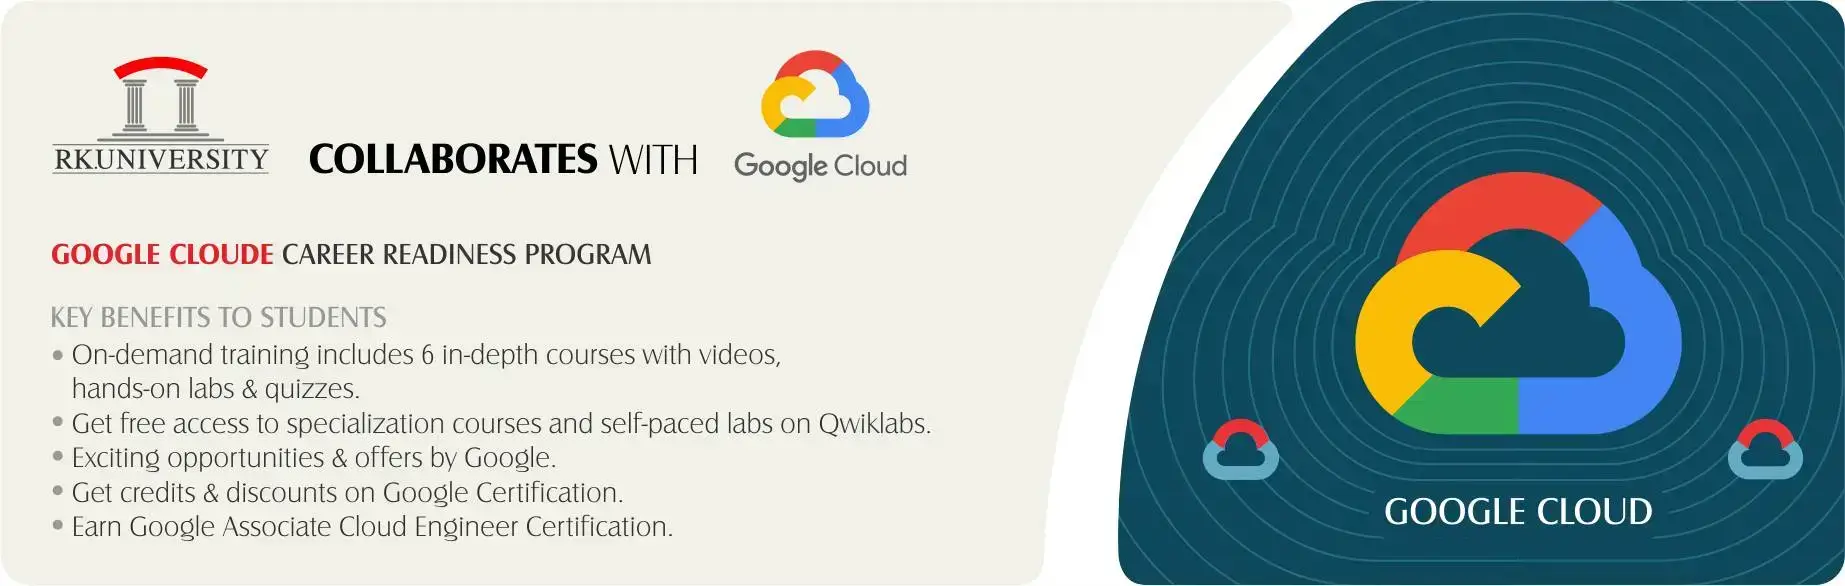 RK.UNIVERSITY
COLLABORATES WITH
Google Cloud
GOOGLE CLOUDE CAREER READINESS PROGRAM
KEY BENEFITS TO STUDENTS
• On-demand training includes 6 in-depth courses with videos,
hands-on labs & quizzes.
• Get free access to specialization courses and self-paced labs on Qwiklabs.
• Exciting opportunities & offers by Google.
• Get credits & discounts on Google Certification.
• Earn Google Associate Cloud Engineer Certification.
GOOGLE CLOUD